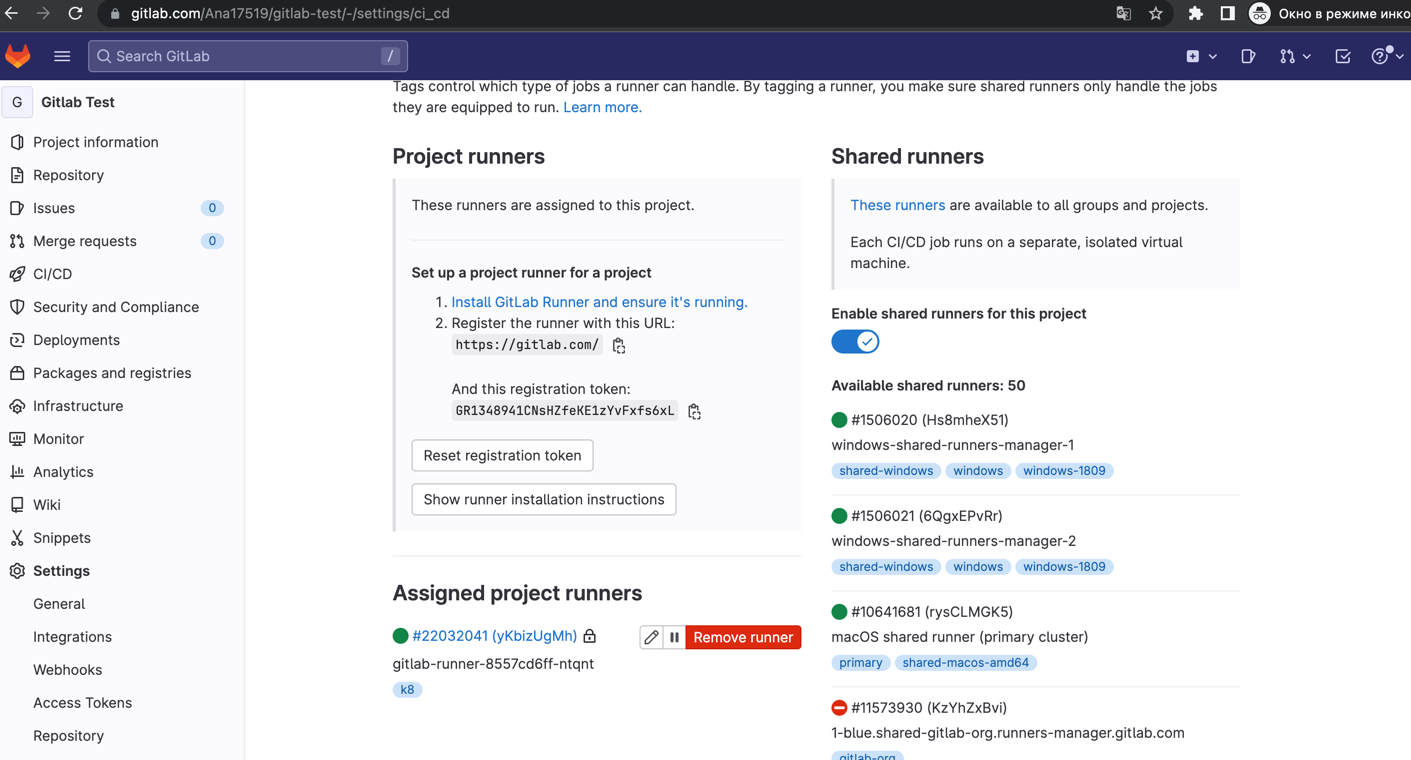 gitlab.com/Ana17519/gitlab-test/-/settings/ci_cd
Окно в режиме инко
Search GitLab
/
G
Gitlab Test
Project information
Repository
Issues
0
Merge requests
0
CI/CD
Security and Compliance
Deployments
Packages and registries
Infrastructure
Monitor
Analytics
Wiki
Snippets
Settings
General
Integrations
Webhooks
Access Tokens
Repository
Tags control which type of jobs a runner can handle. By tagging a runner, you make sure shared runners only handle the jobs
they are equipped to run. Learn more.
Project runners
These runners are assigned to this project.
Set up a project runner for a project
1. Install GitLab Runner and ensure it's running.
2. Register the runner with this URL:
https://gitlab.com/
And this registration token:
GR1348941CNsHZfeKE1zYvFxfs6xL
Reset registration token
Show runner installation instructions
Assigned project runners
#22032041 (yKbizUgMh)
Remove runner
gitlab-runner-8557cd6ff-ntqnt
k8
Shared runners
These runners are available to all groups and projects.
Each CI/CD job runs on a separate, isolated virtual
machine.
Enable shared runners for this project
Available shared runners: 50
#1506020 (Hs8mheX51)
windows-shared-runners-manager-1
shared-windows windows windows-1809
#1506021 (6QgxEPvRr)
windows-shared-runners-manager-2
shared-windows windows windows-1809
#10641681 (rysCLMGK5)
macOS shared runner (primary cluster)
primary shared-macos-amd64
#11573930 (KzYhZxBvi)
1-blue.shared-gitlab-org.runners-manager.gitlab.com
gitlab-org